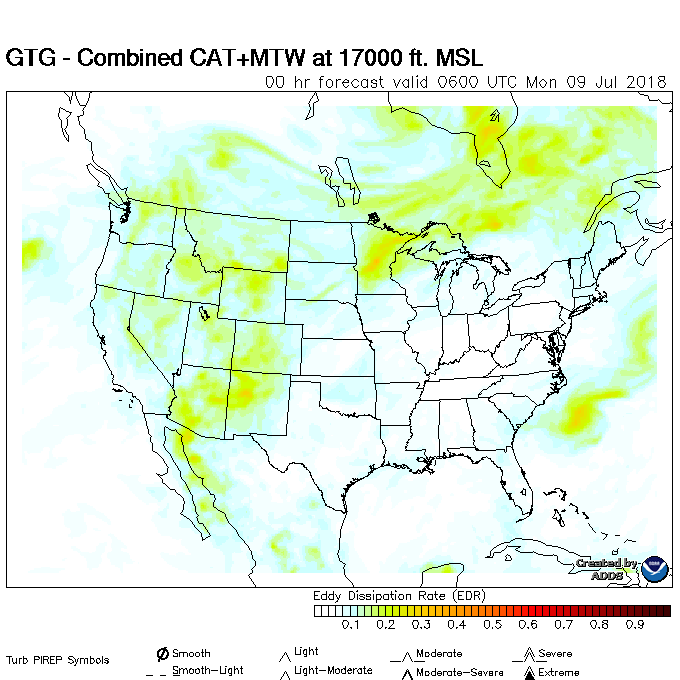 GTG - Combined CAT+MTW at 17000 ft. MSL
00 hr forecast valid 0600 UTC Mon 09 Jul 2018
Created by
ADDS
Eddy Dissipation Rate (EDR)
0.1 0.2 0.3 0.4 0.5 0.6 0.7 0.8 0.9
Turb PIREP Symbols
Smooth Light Moderate Severe
Smooth-Light Light-Moderate Moderate-Severe Extreme